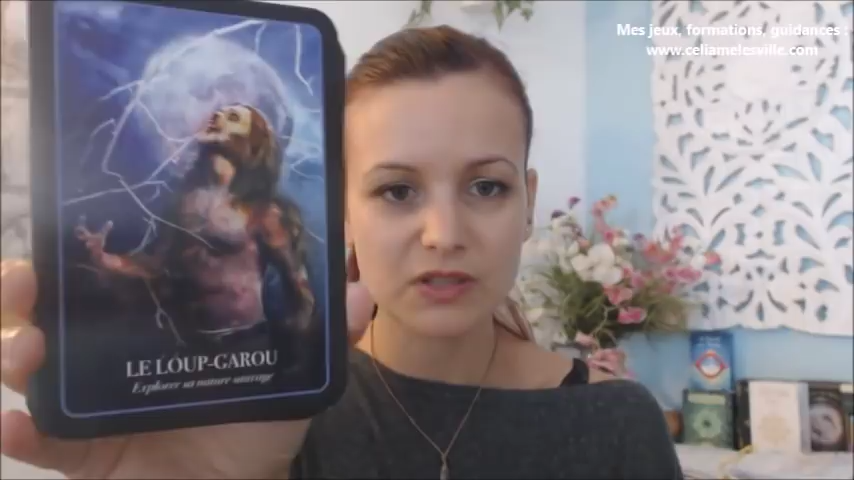 Mes jeux, formations, guidances :
www.celiamelesville.com
LE LOUP-GAROU
Explorer sa nature sauvage